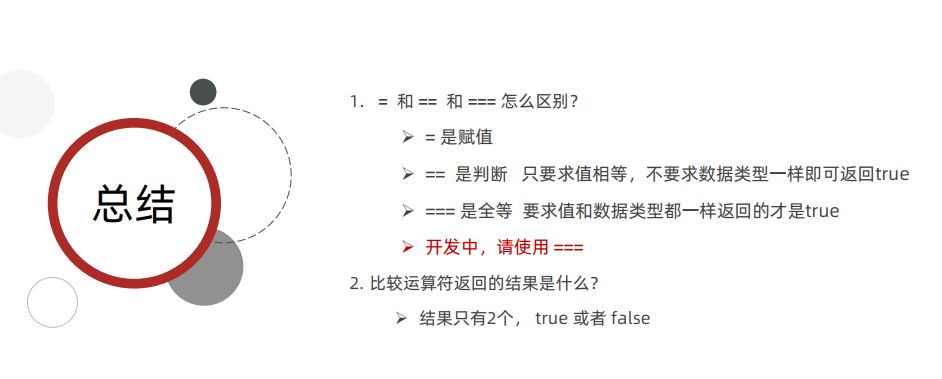 总结
1. = 和 == 和 === 怎么区别？
➢ = 是赋值
➢ == 是判断 只要求值相等，不要求数据类型一样即可返回true
➢ === 是全等 要求值和数据类型都一样返回的才是true
➢ 开发中，请使用 ===
2. 比较运算符返回的结果是什么？
➢ 结果只有2个， true 或者 false